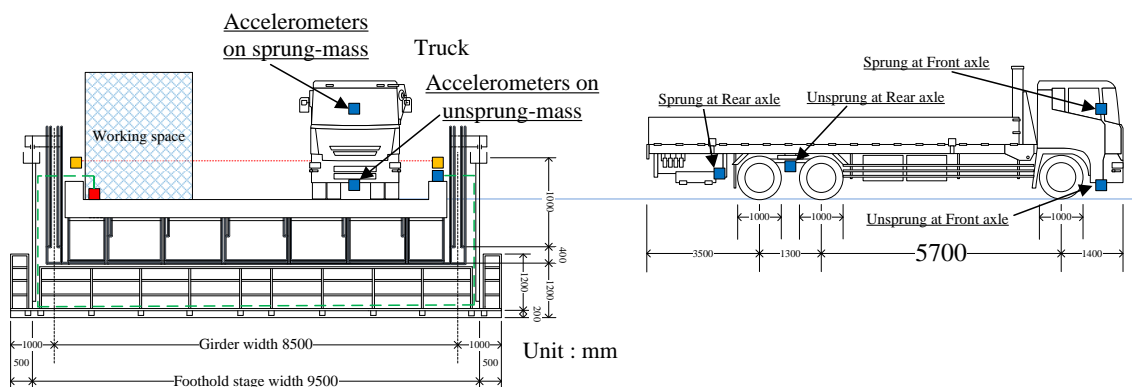 Accelerometers
on sprung-mass
Truck
Accelerometers on
unsprung-mass
Working space
1000
400
1200
1200
200
1000
Girder width 8500
1000
500
500
Foothold stage width 9500
Unit : mm
Sprung at Front axle
Sprung at Rear axle
Unsprung at Rear axle
Unsprung at Front axle
1000
1000
1000
3500
1300
5700
1400